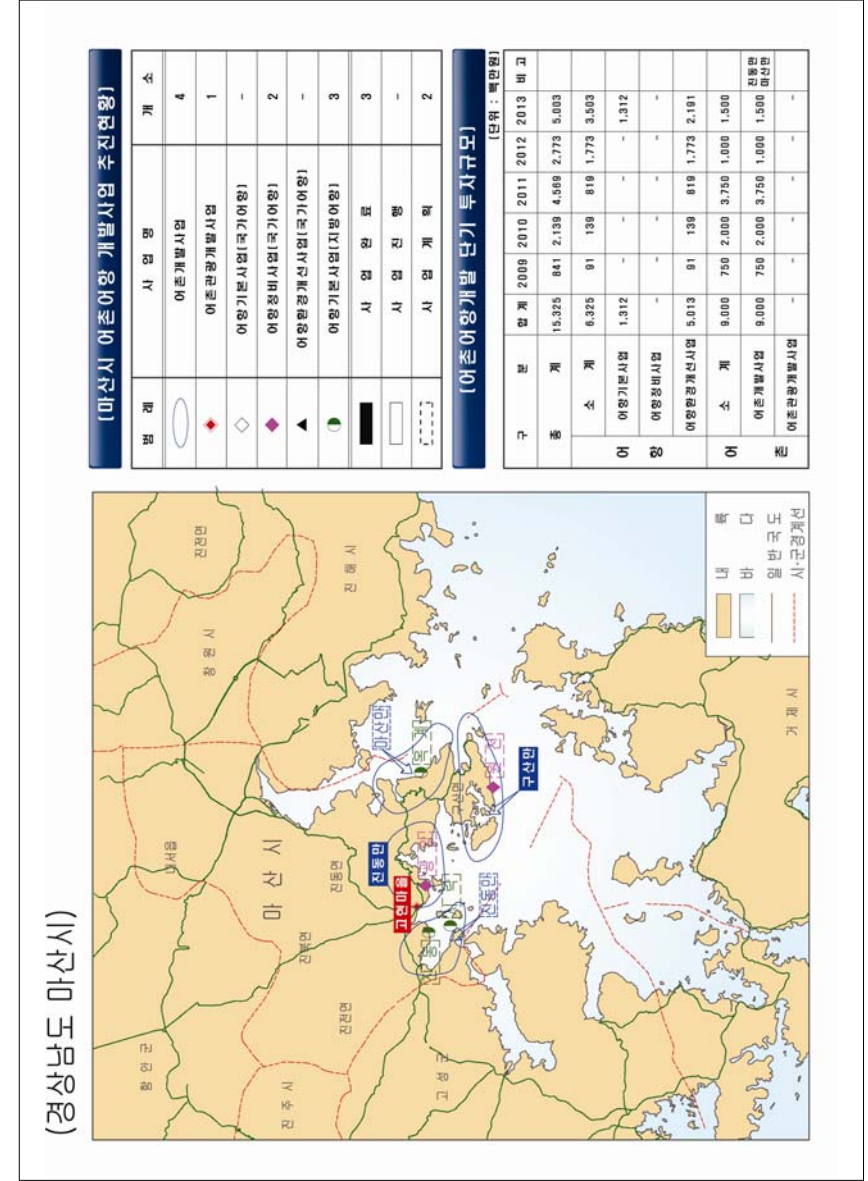 (경상남도 마산시)
[마산시 어촌어항 개발사업 추진현황]
범 례 사 업 명 개 소
어촌개발사업 4
어촌관광개발사업 1
어항기본사업(국가어항) -
어항정비사업(국가어항) 2
어항환경개선사업(국가어항) -
어항기본사업(지방어항) 3
사 업 완 료 3
사 업 진 행 -
사 업 계 획 2
[어촌어항개발 단기 투자규모]
(단위 : 백만원)
구 분 합 계 2009 2010 2011 2012 2013 비 고
총 계 15,325 841 2,139 4,569 2,773 5,003
어 항
소 계 6,325 91 139 819 1,773 3,503
어항기본사업 1,312 - - - - 1,312
어항정비사업 - - - - - -
어항환경개선사업 5,013 91 139 819 1,773 2,191
어 촌
소 계 9,000 750 2,000 3,750 1,000 1,500
어촌개발사업 9,000 750 2,000 3,750 1,000 1,500 진동만 마산만
어촌관광개발사업 - - - - - -
함 안 군
대서읍
창 원 시
진전면
진 해 시
마 산 시
진동면
진북면
진전면
진 주 시
고 성 군
마산만
진동만
고현마을
구산면
원 전
구산만
진동만
거 제 시
내 륙
바 다
일 반 국 도
시·군경계선